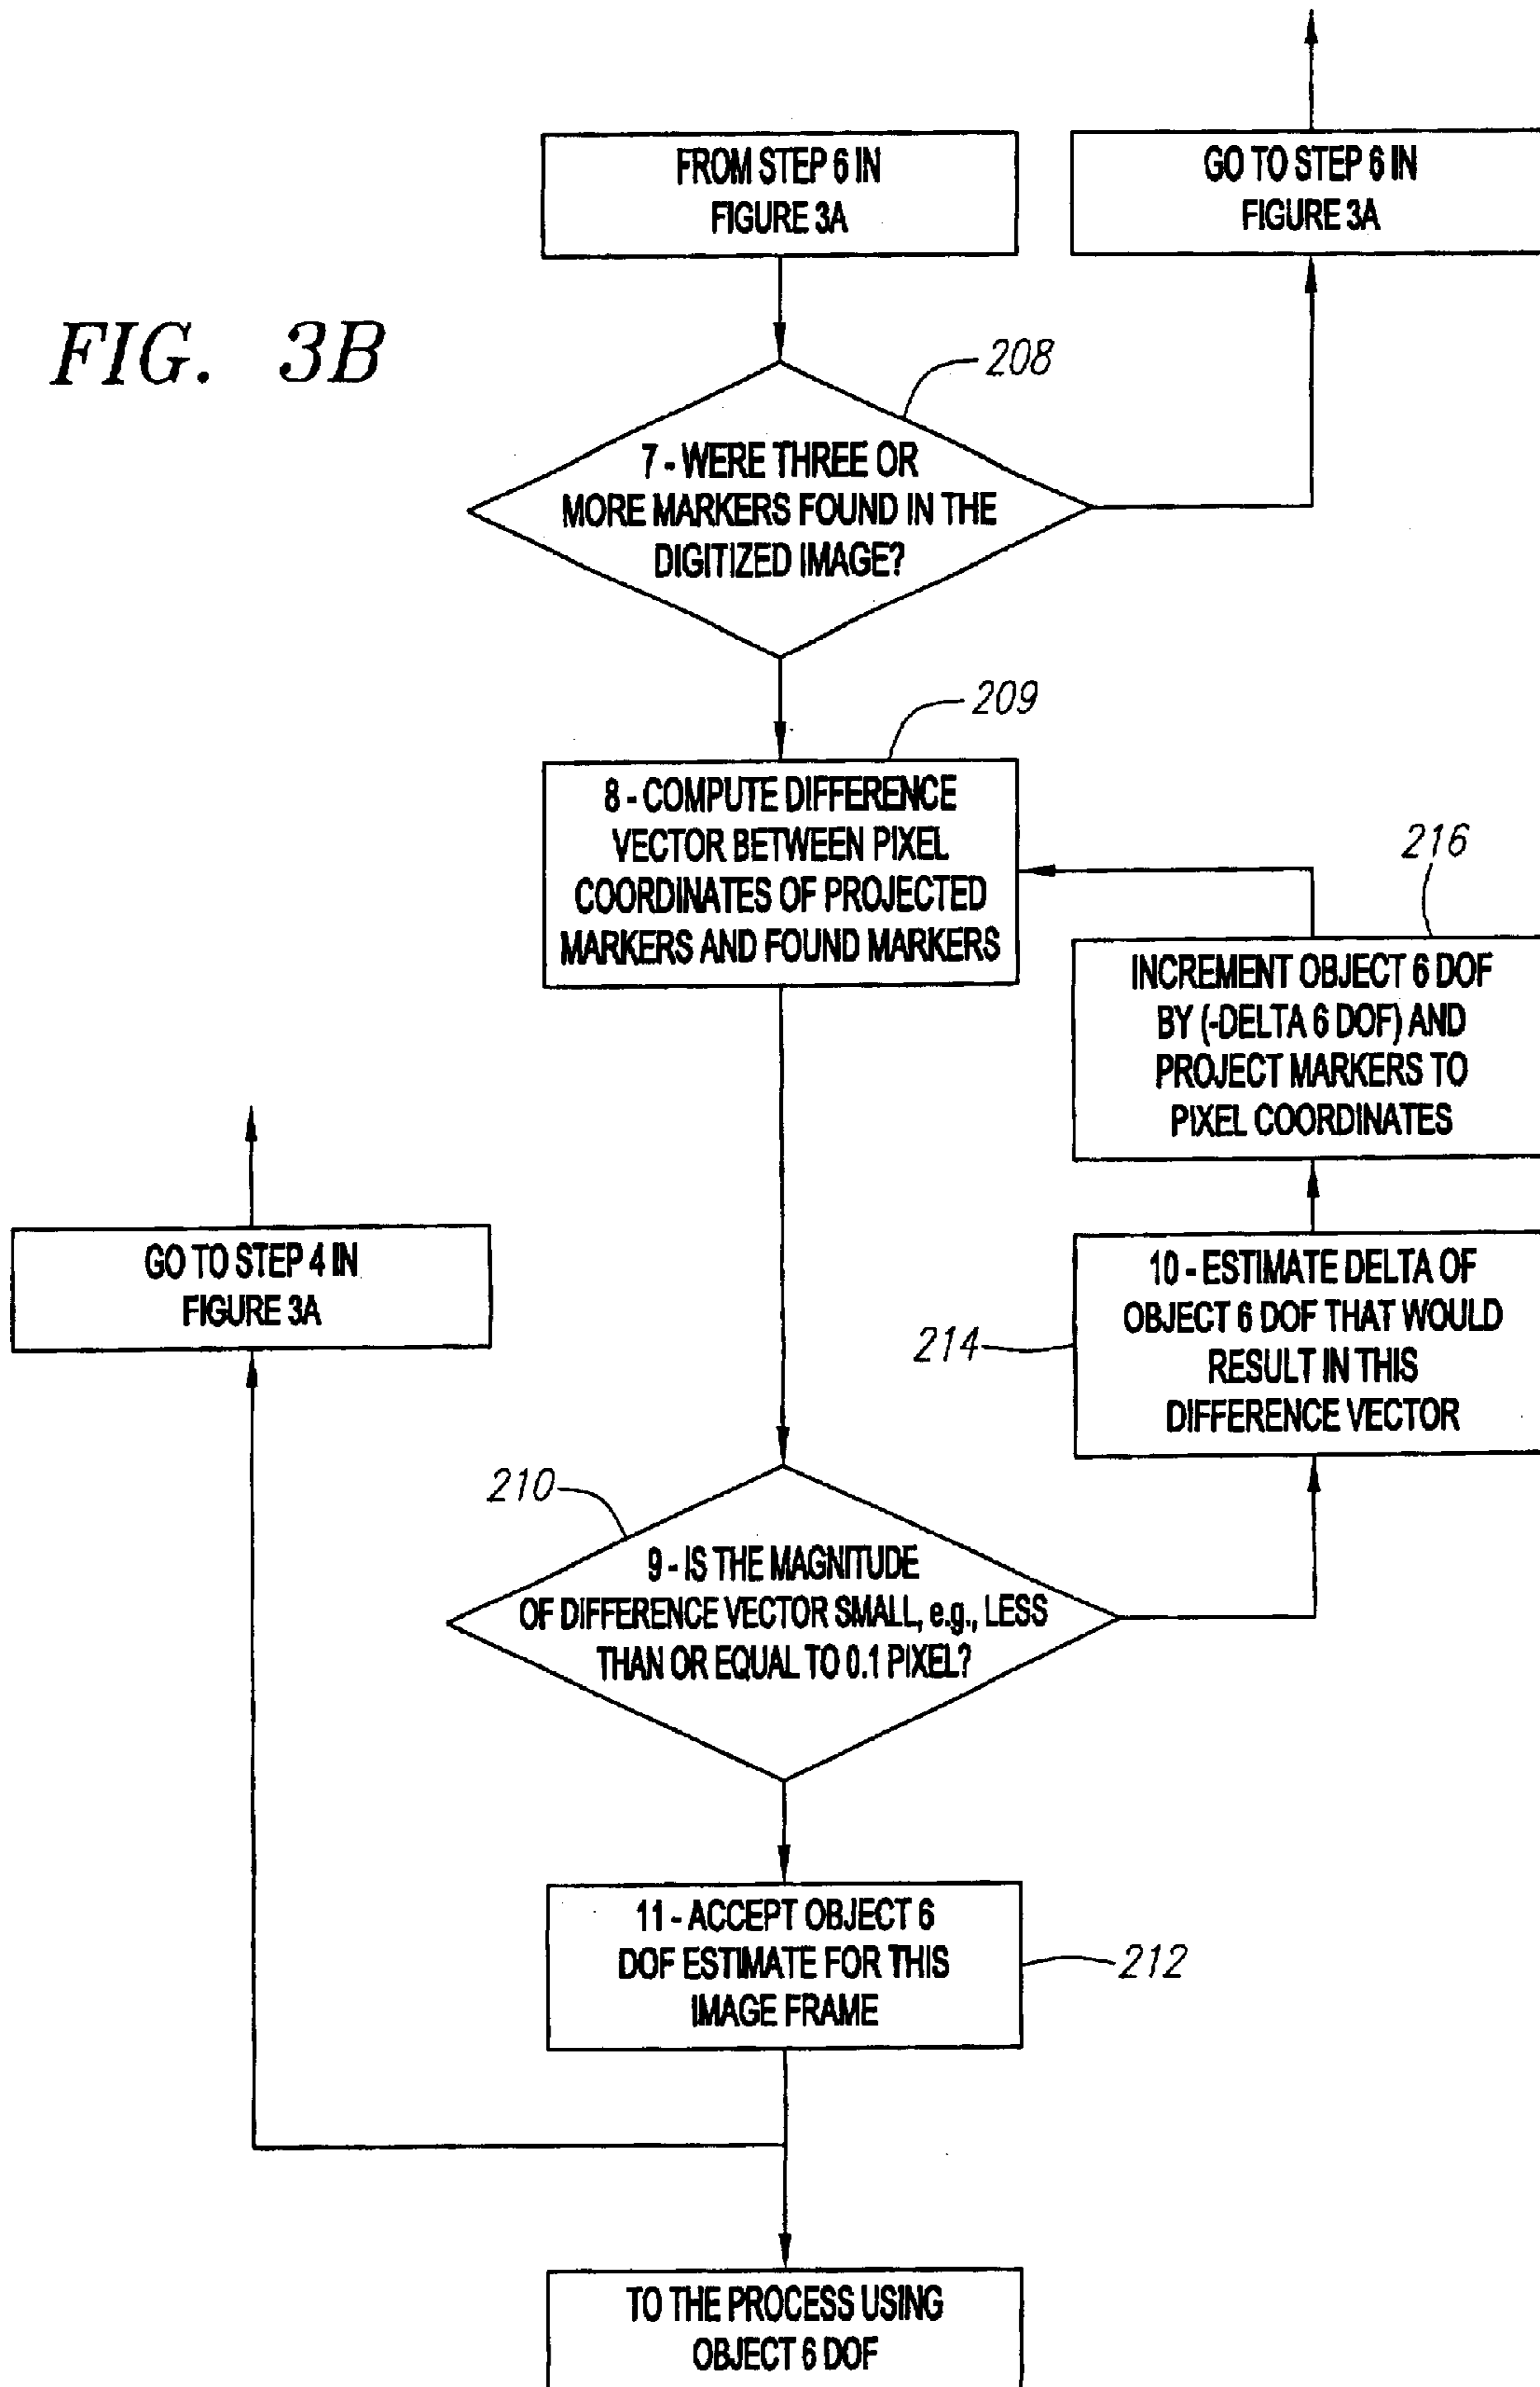 FROM STEP 6 IN
FIGURE 3A
GO TO STEP 6 IN
FIGURE 3A
FIG. 3B
208
7 - WERE THREE OR
MORE MARKERS FOUND IN THE
DIGITIZED IMAGE?
209
8 - COMPUTE DIFFERENCE
VECTOR BETWEEN PIXEL
COORDINATES OF PROJECTED
MARKERS AND FOUND MARKERS
216
INCREMENT OBJECT 6 DOF
BY (-DELTA 6 DOF) AND
PROJECT MARKERS TO
PIXEL COORDINATES
GO TO STEP 4 IN
FIGURE 3A
214
10 - ESTIMATE DELTA OF
OBJECT 6 DOF THAT WOULD
RESULT IN THIS
DIFFERENCE VECTOR
210
9 - IS THE MAGNITUDE
OF DIFFERENCE VECTOR SMALL, e.g., LESS
THAN OR EQUAL TO 0.1 PIXEL?
11 - ACCEPT OBJECT 6
DOF ESTIMATE FOR THIS
IMAGE FRAME
212
TO THE PROCESS USING
OBJECT 6 DOF